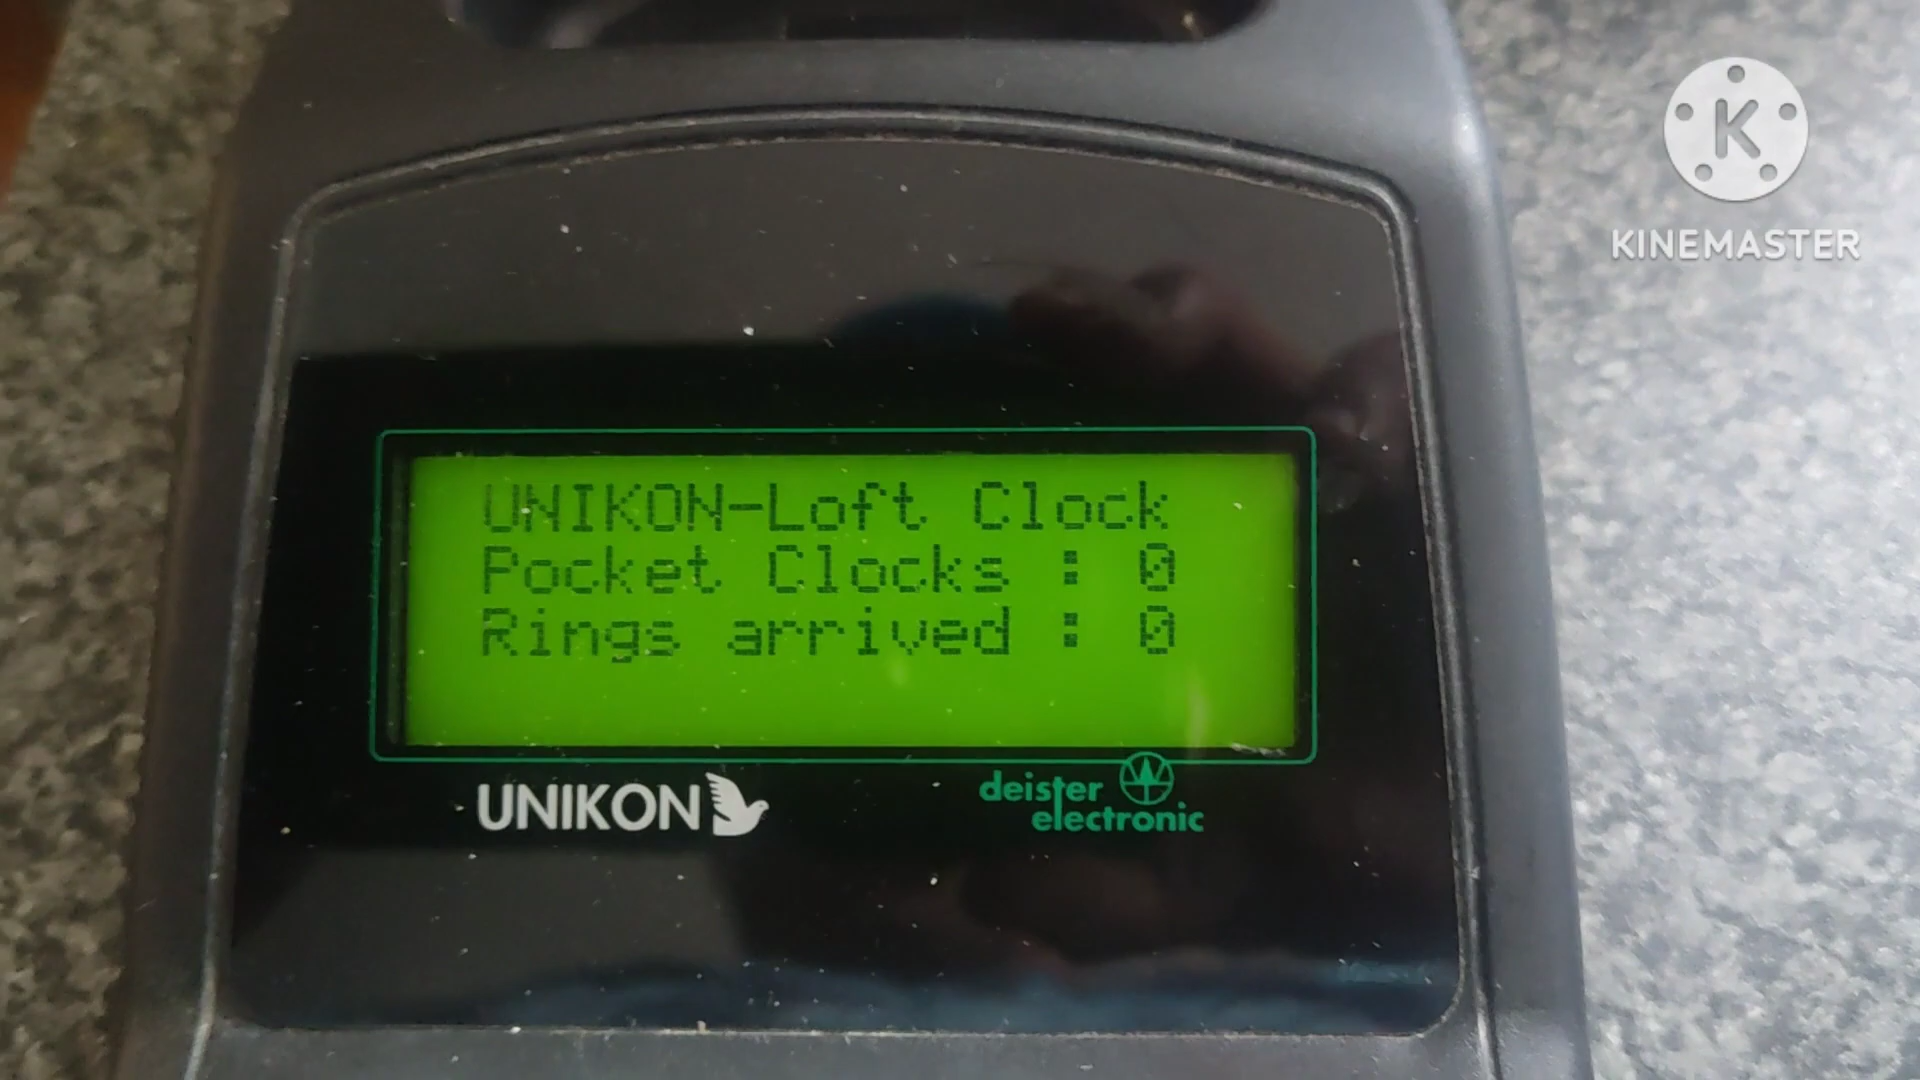 K
KINEMASTER
UNIKON-Loft Clock
Pocket Clocks : 0
Rings arrived : 0
UNIKON
deister
electronic